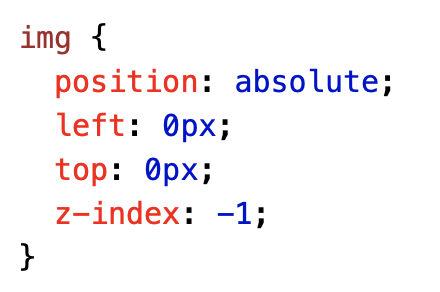 img {
  position: absolute;
  left: 0px;
  top: 0px;
  z-index: -1;
}